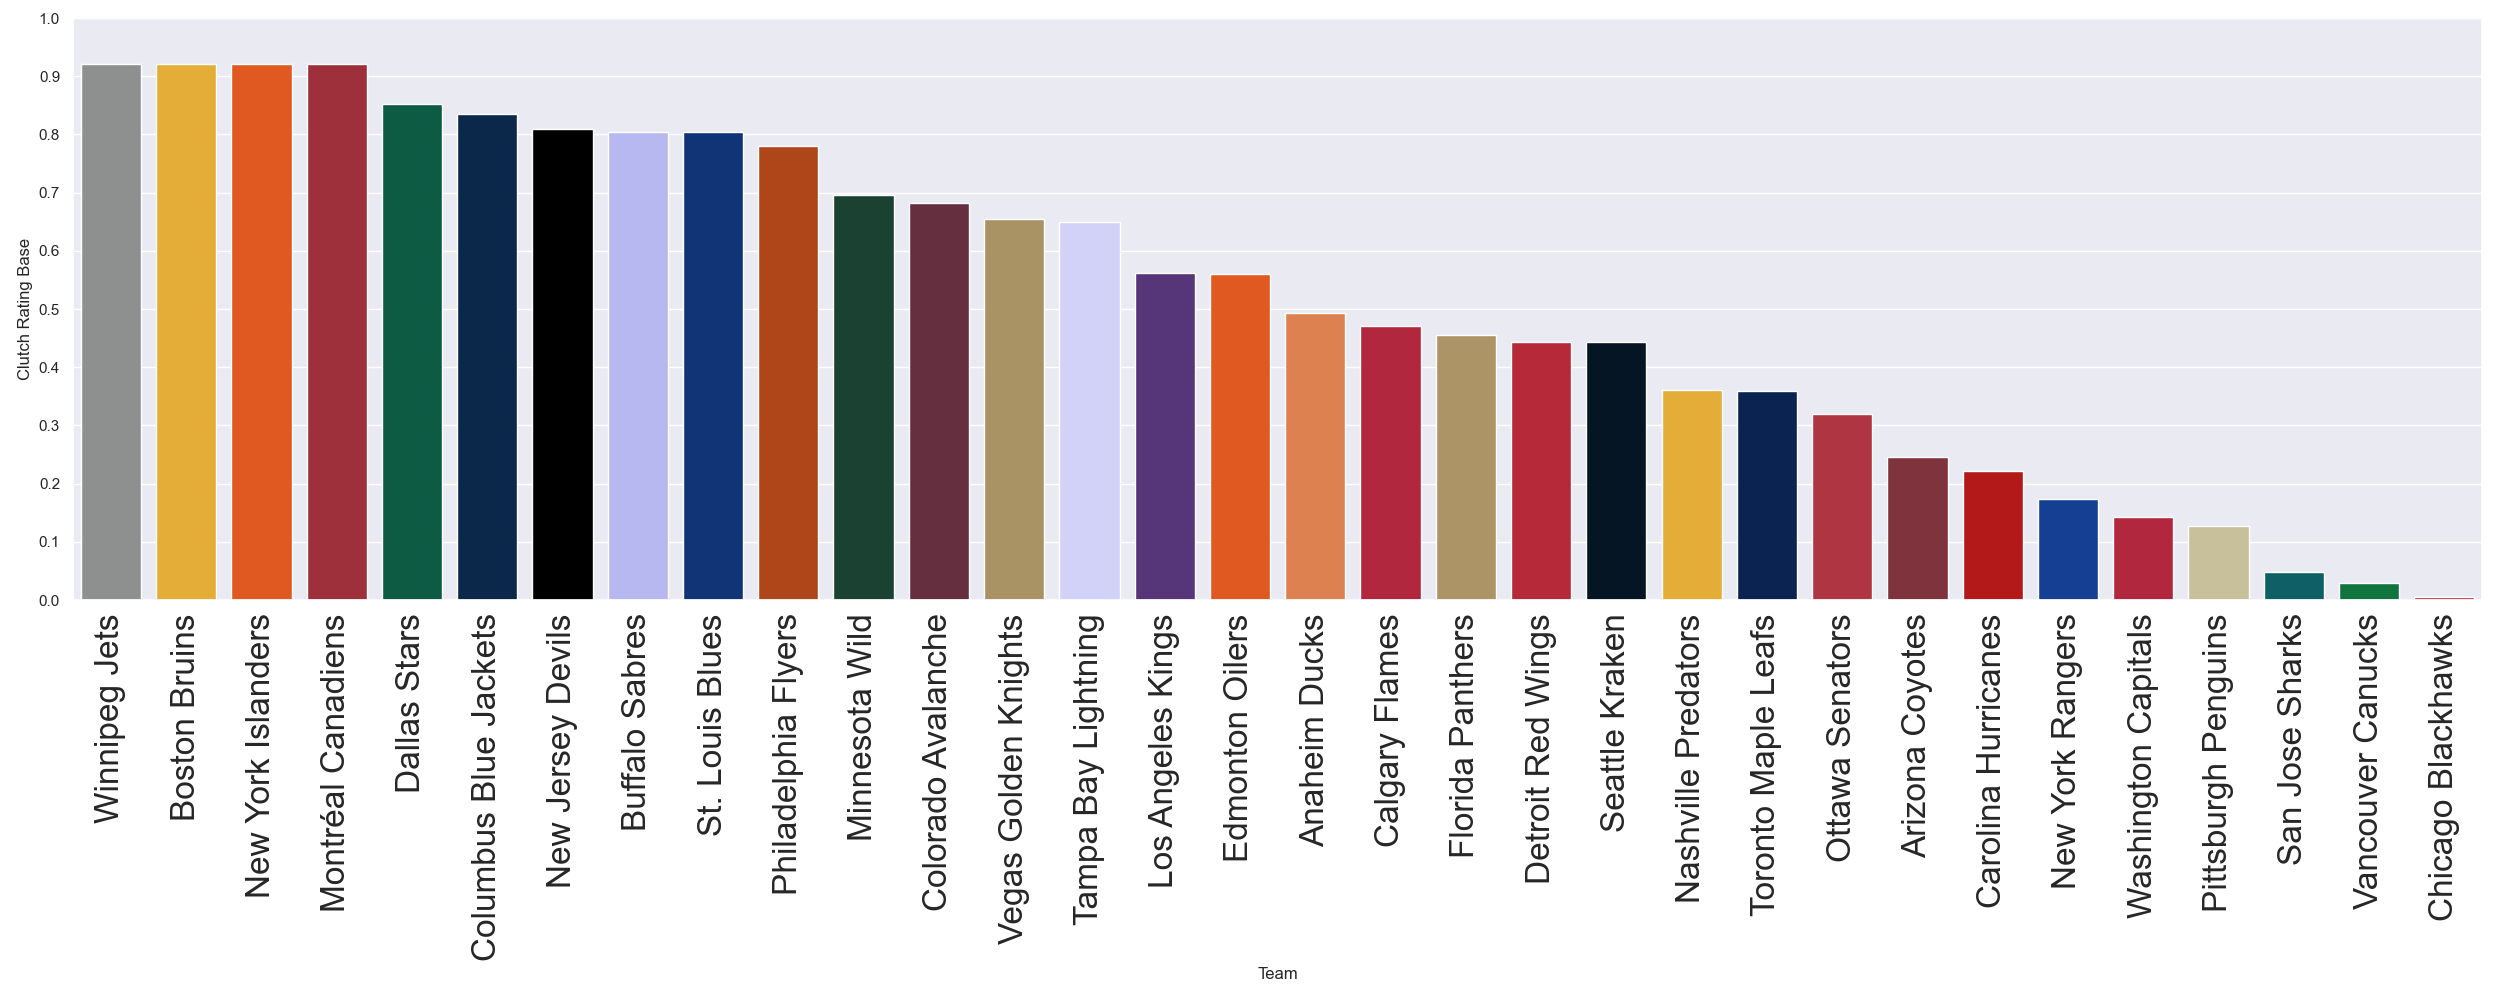 1.0
0.9
0.8
0.7
0.6
0.5
0.4
0.3
0.2
0.1
0.0
Clutch Rating Base
Winnipeg Jets
Boston Bruins
New York Islanders
Montréal Canadiens
Dallas Stars
Columbus Blue Jackets
New Jersey Devils
Buffalo Sabres
St. Louis Blues
Philadelphia Flyers
Minnesota Wild
Colorado Avalanche
Vegas Golden Knights
Tampa Bay Lightning
Los Angeles Kings
Edmonton Oilers
Anaheim Ducks
Calgary Flames
Florida Panthers
Detroit Red Wings
Seattle Kraken
Nashville Predators
Toronto Maple Leafs
Ottawa Senators
Arizona Coyotes
Carolina Hurricanes
New York Rangers
Washington Capitals
Pittsburgh Penguins
San Jose Sharks
Vancouver Canucks
Chicago Blackhawks
Team